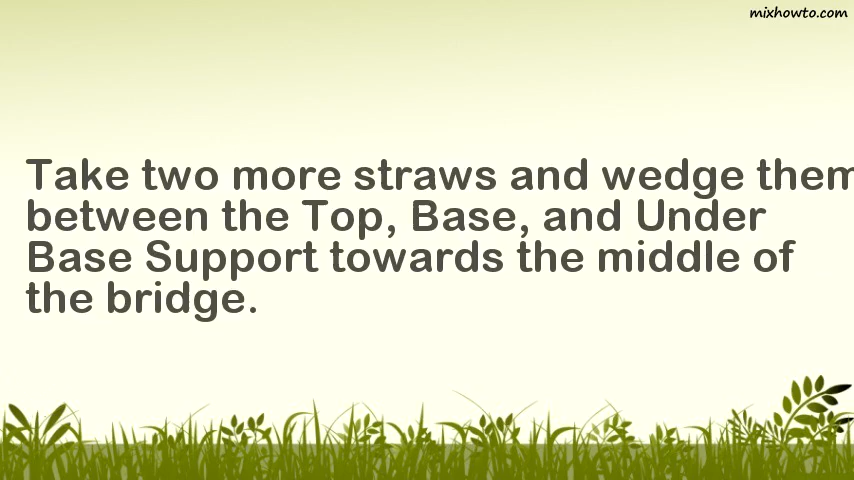 mixhowto.com
Take two more straws and wedge them
between the Top, Base, and Under
Base Support towards the middle of
the bridge.